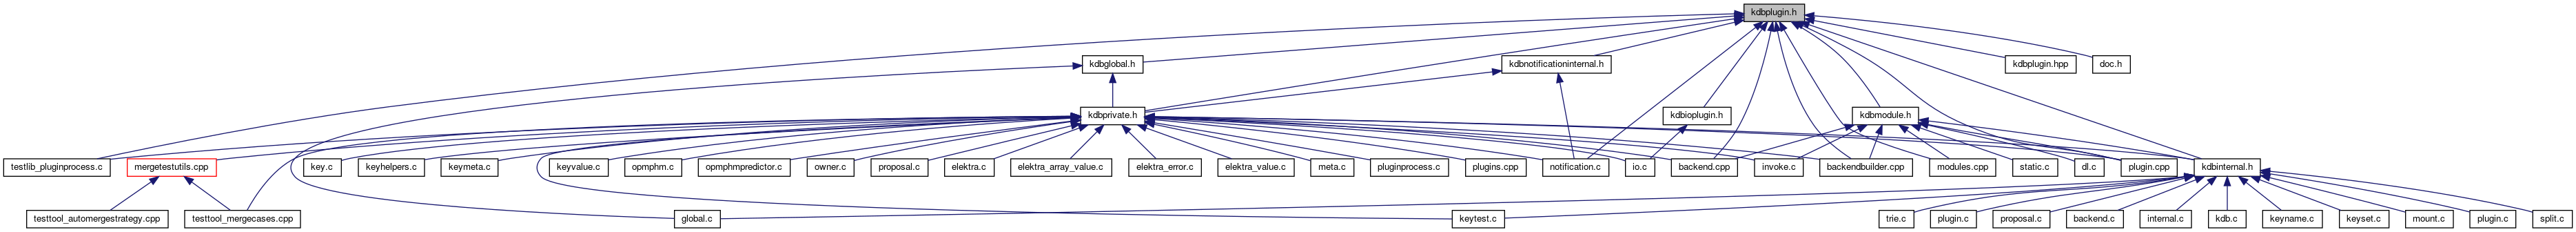 kdbplugin.h
kdbglobal.h
kdbnotificationinternal.h
kdbplugin.hpp
doc.h
kdbprivate.h
kdbioplugin.h
kdbmodule.h
testlib_pluginprocess.c
mergetestutils.cpp
key.c
keyhelpers.c
keymeta.c
keyvalue.c
opmphm.c
opmphmpredictor.c
owner.c
proposal.c
elektra.c
elektra_array_value.c
elektra_error.c
elektra_value.c
meta.c
pluginprocess.c
plugins.cpp
notification.c
io.c
backend.cpp
invoke.c
backendbuilder.cpp
modules.cpp
static.c
dl.c
plugin.cpp
kdbinternal.h
testtool_automergestrategy.cpp
testtool_mergecases.cpp
global.c
keytest.c
trie.c
plugin.c
proposal.c
backend.c
internal.c
kdb.c
keyname.c
keyset.c
mount.c
plugin.c
split.c